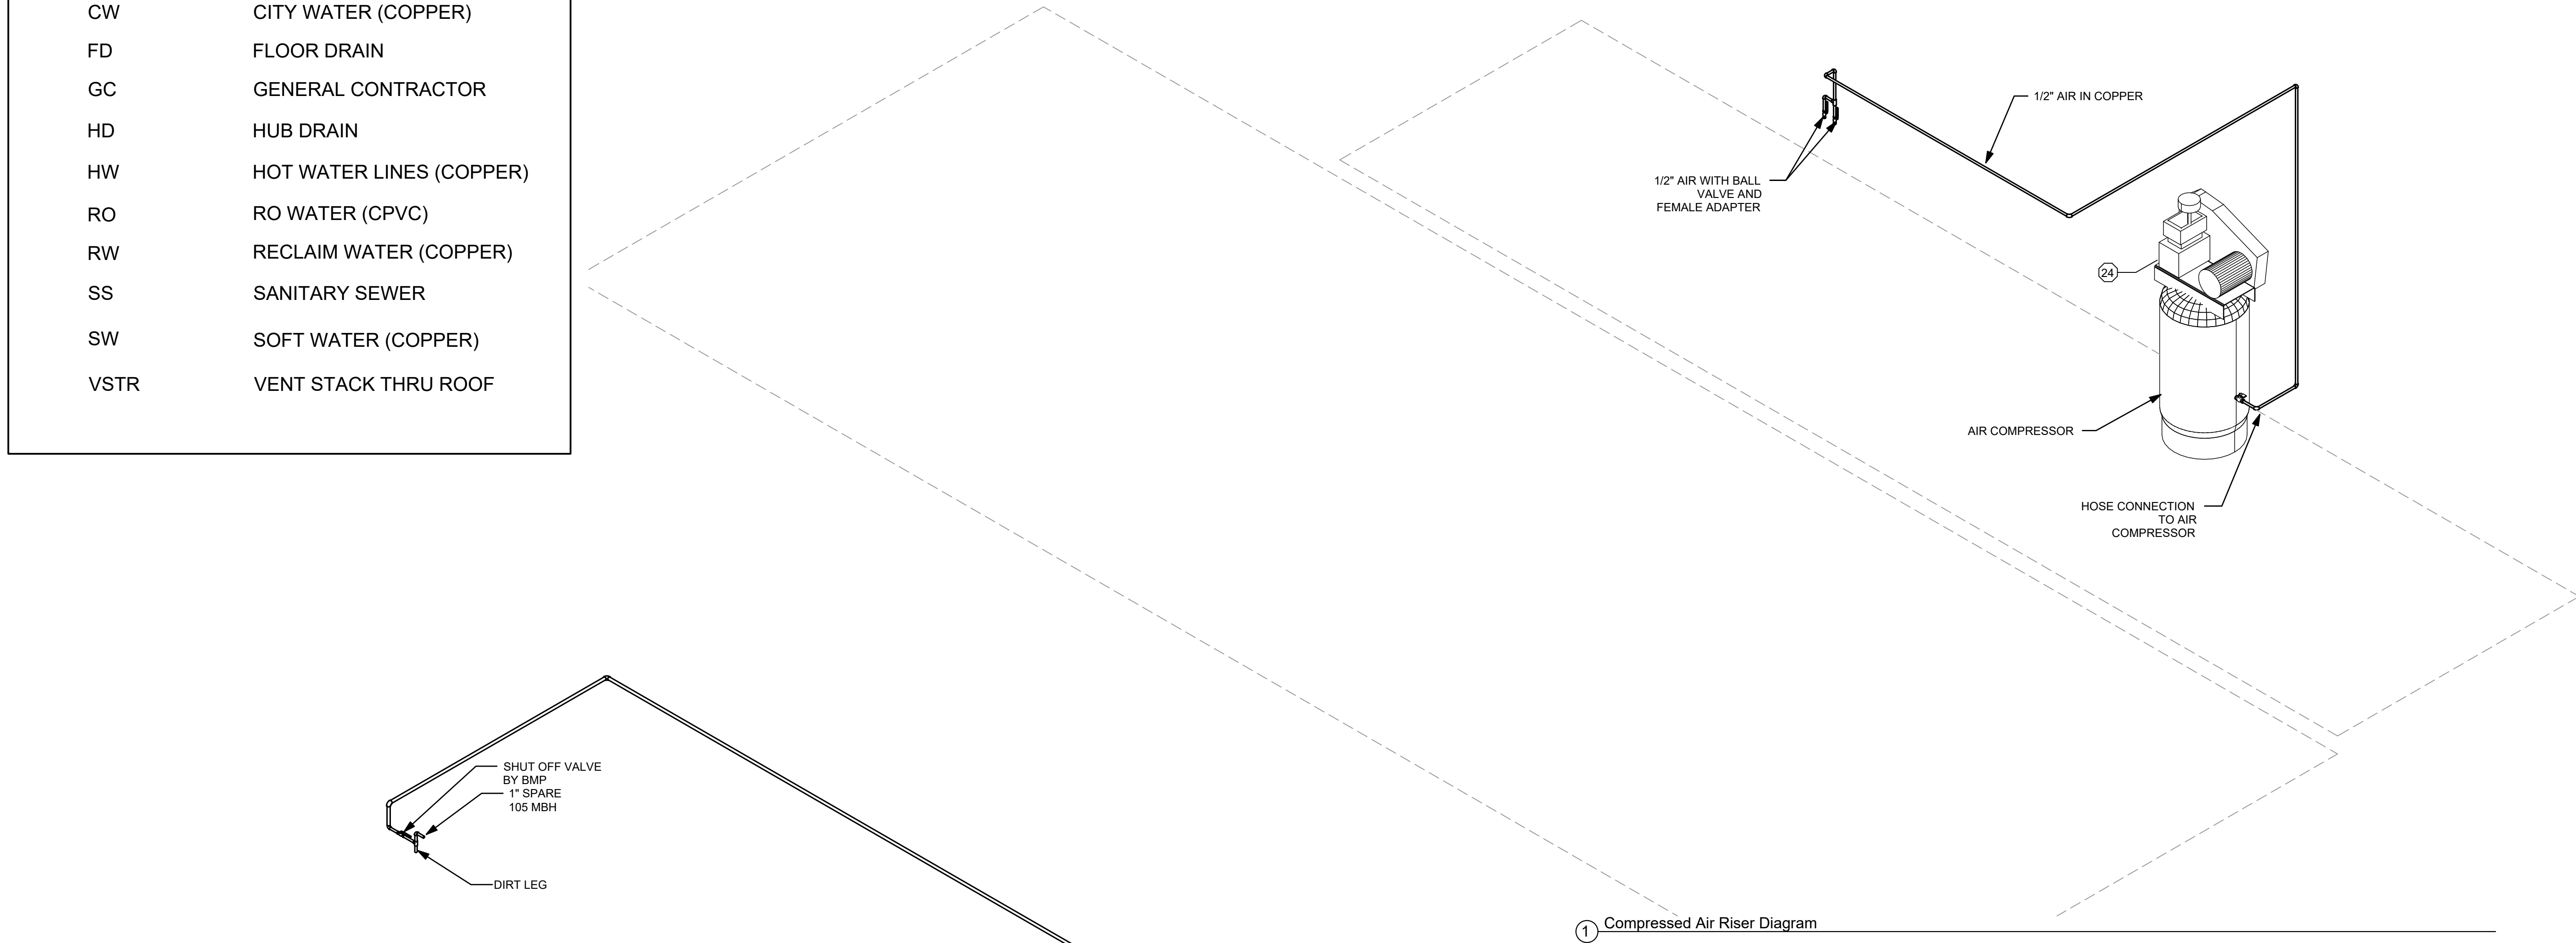 CW CITY WATER (COPPER)
FD FLOOR DRAIN
GC GENERAL CONTRACTOR
HD HUB DRAIN
HW HOT WATER LINES (COPPER)
RO RO WATER (CPVC)
RW RECLAIM WATER (COPPER)
SS SANITARY SEWER
SW SOFT WATER (COPPER)
VSTR VENT STACK THRU ROOF
1/2" AIR IN COPPER
1/2" AIR WITH BALL
VALVE AND
FEMALE ADAPTER
24
AIR COMPRESSOR
HOSE CONNECTION
TO AIR
COMPRESSOR
SHUT OFF VALVE
BY BMP
1" SPARE
105 MBH
DIRT LEG
1 Compressed Air Riser Diagram